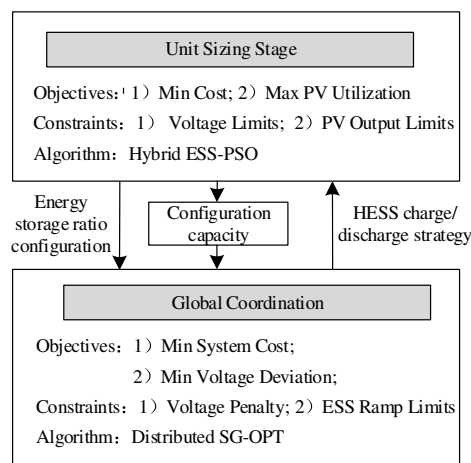 Unit Sizing Stage
Objectives: 1) Min Cost; 2) Max PV Utilization
Constraints: 1) Voltage Limits; 2) PV Output Limits
Algorithm: Hybrid ESS-PSO
Energy
storage ratio
configuration
Configuration
capacity
HESS charge/
discharge strategy
Global Coordination
Objectives: 1) Min System Cost;
2) Min Voltage Deviation;
Constraints: 1) Voltage Penalty; 2) ESS Ramp Limits
Algorithm: Distributed SG-OPT